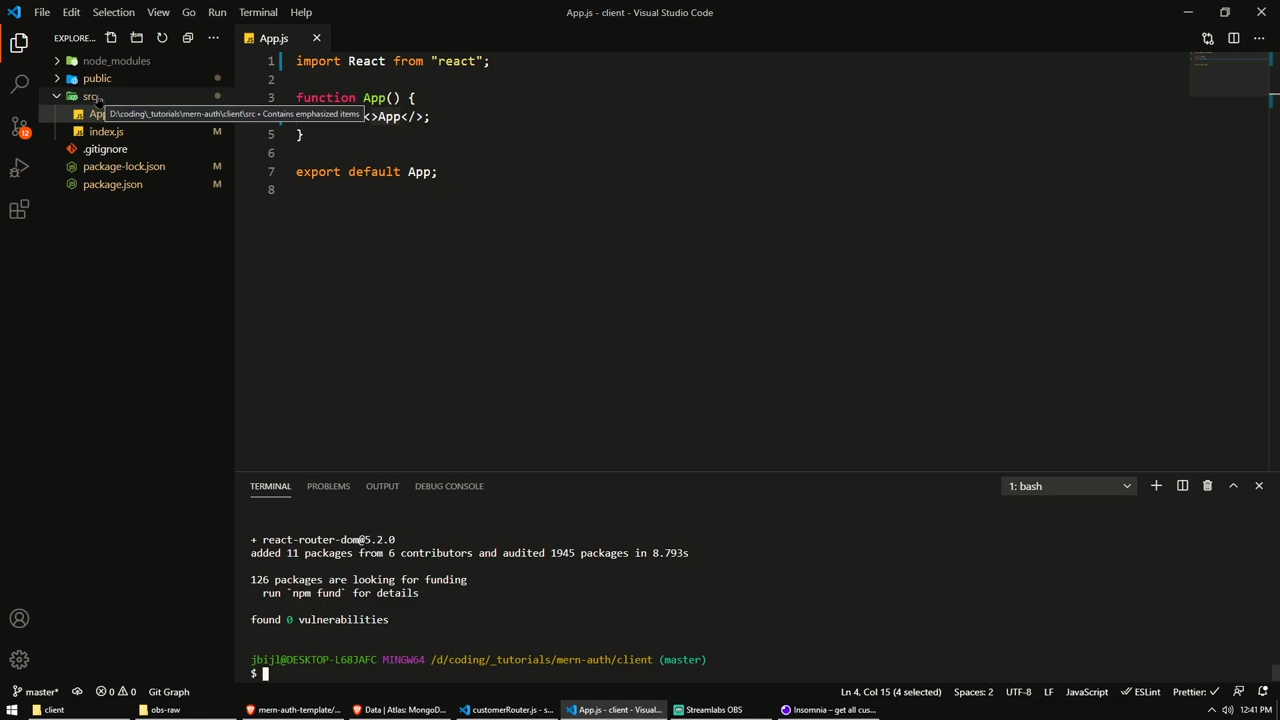 File Edit Selection View Go Run Terminal Help
App.js - client - Visual Studio Code
EXPLORE...
node_modules
public
src
App
D:\coding\_tutorials\mern-auth\client\src • Contains emphasized items
index.js M
.gitignore
package-lock.json M
package.json M
12
App.js
1 import React from "react";
2
3 function App() {
<>App</>;
5 }
6
7 export default App;
8
TERMINAL PROBLEMS OUTPUT DEBUG CONSOLE
1: bash
+ react-router-dom@5.2.0
added 11 packages from 6 contributors and audited 1945 packages in 8.793s
126 packages are looking for funding
run `npm fund` for details
found 0 vulnerabilities
jbijl@DESKTOP-L68JAFC MINGW64 /d/coding/_tutorials/mern-auth/client (master)
$
master* 0 0 Git Graph
Ln 4, Col 15 (4 selected) Spaces: 2 UTF-8 LF JavaScript ESLint Prettier:
client obs-raw mern-auth-template/... Data | Atlas: MongoD... customerRouter.js - s... App.js - client - Visual... Streamlabs OBS Insomnia – get all cus...
12:41 PM